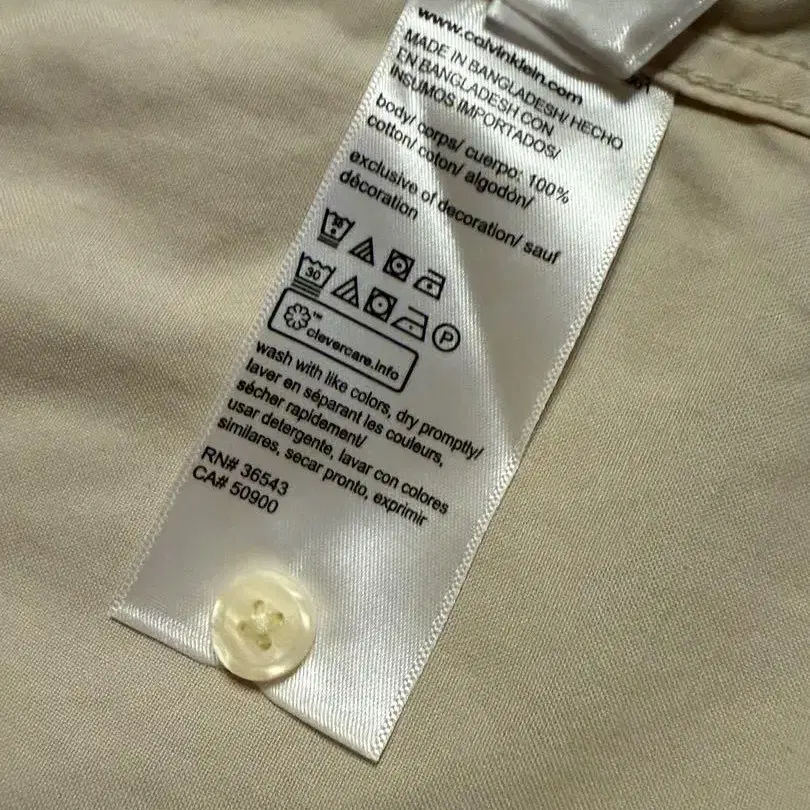 www.calvinklein.com
MADE IN BANGLADESH/ HECHO
EN BANGLADESH CON
INSUMOS IMPORTADOS/
body/ corps/ cuerpo: 100%
cotton/ coton/ algodón/
exclusive of decoration/ sauf
décoration
30
P
™
clevercare.info
wash with like colors, dry promptly/
laver en séparant les couleurs,
sécher rapidement/
usar detergente, lavar con colores
similares, secar pronto, exprimir
RN# 36543
CA# 50900